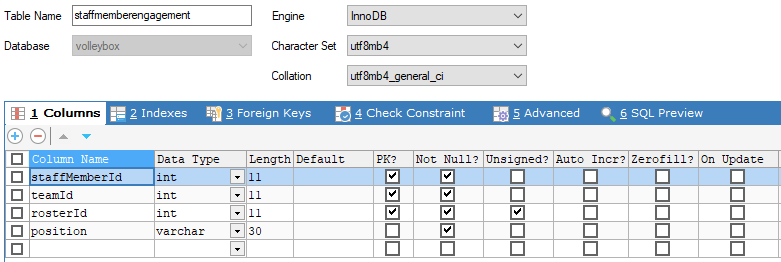 Table Name staffmemberengagement Engine InnoDB
Database volleybox Character Set utf8mb4
Collation utf8mb4_general_ci
1 Columns 2 Indexes 3 Foreign Keys 4 Check Constraint 5 Advanced 6 SQL Preview
Column Name Data Type Length Default PK? Not Null? Unsigned? Auto Incr? Zerofill? On Update
staffMemberId int 11
teamId int 11
rosterId int 11
position varchar 30